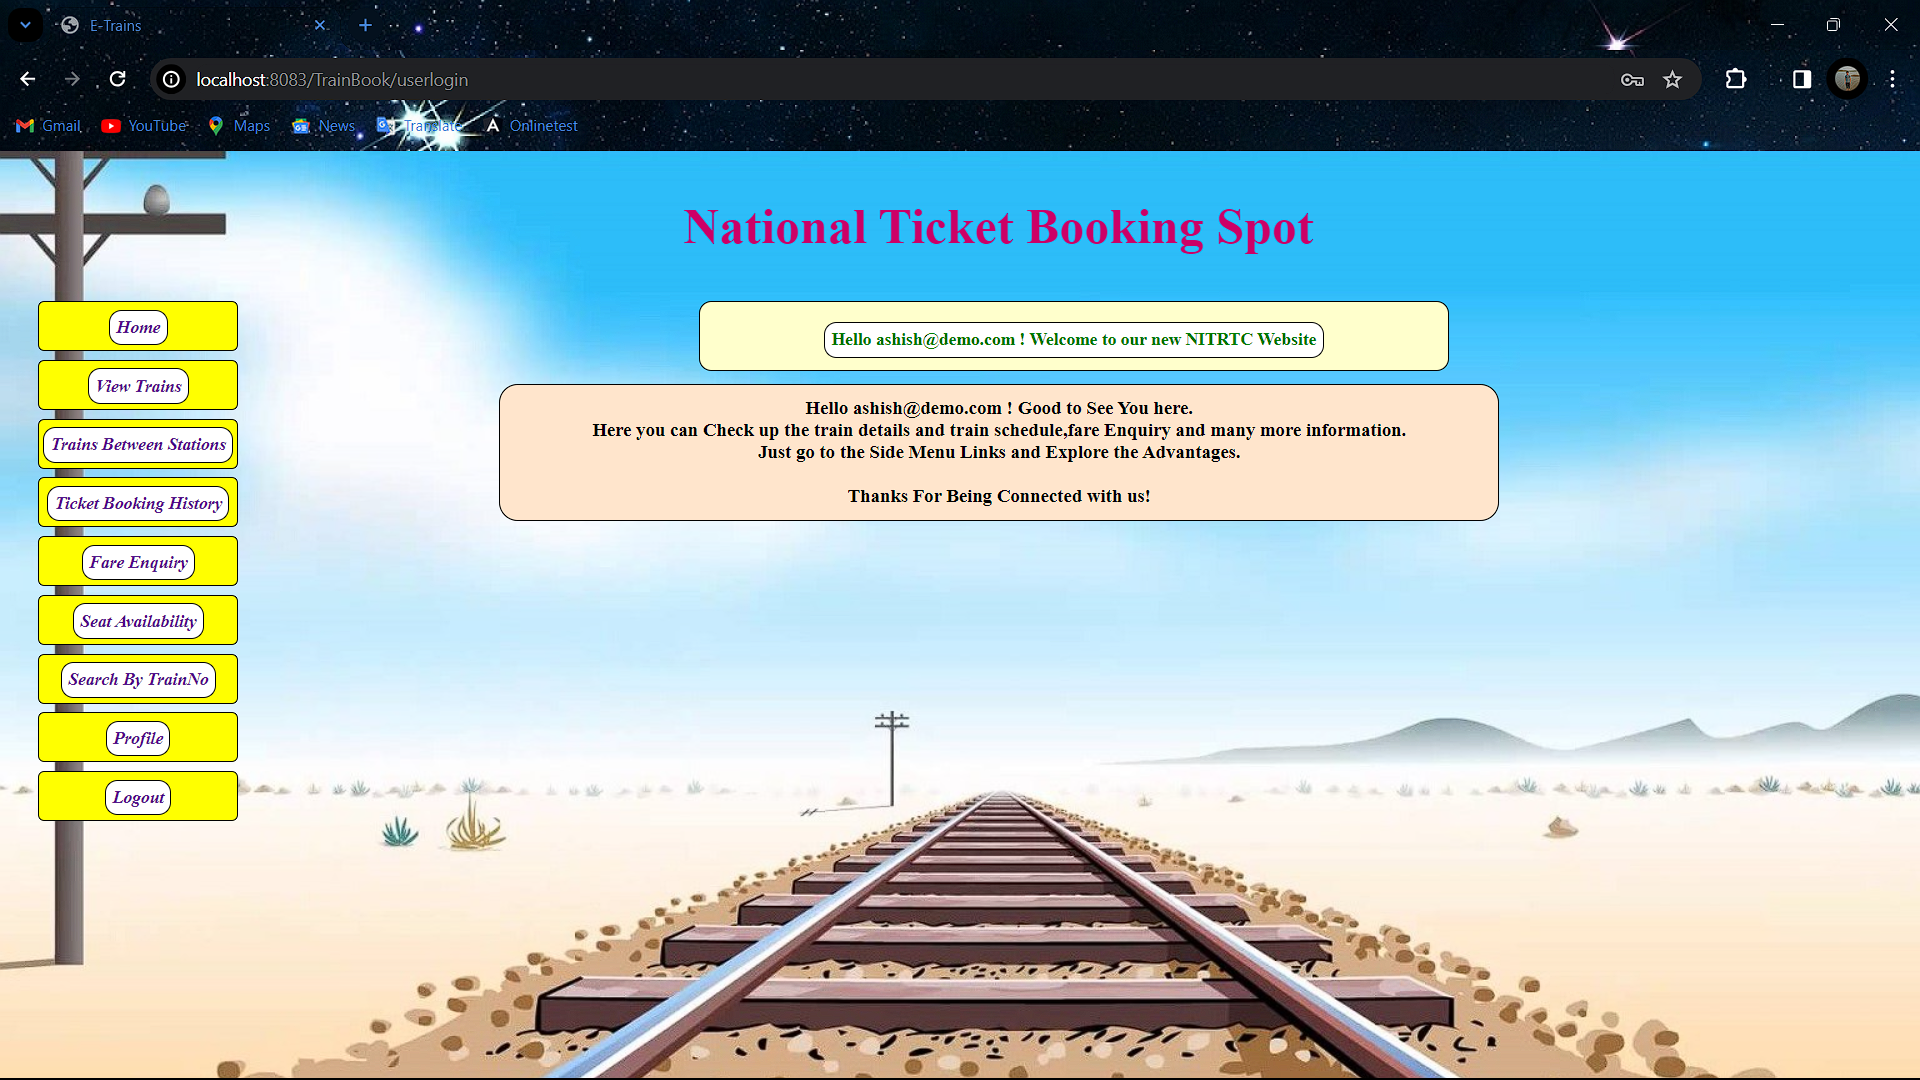 E-Trains
localhost:8083/TrainBook/userlogin
Gmail YouTube Maps News Translate Onlinetest
National Ticket Booking Spot
Home
View Trains
Trains Between Stations
Ticket Booking History
Fare Enquiry
Seat Availability
Search By TrainNo
Profile
Logout
Hello ashish@demo.com ! Welcome to our new NITRTC Website
Hello ashish@demo.com ! Good to See You here.
Here you can Check up the train details and train schedule,fare Enquiry and many more information.
Just go to the Side Menu Links and Explore the Advantages.
Thanks For Being Connected with us!